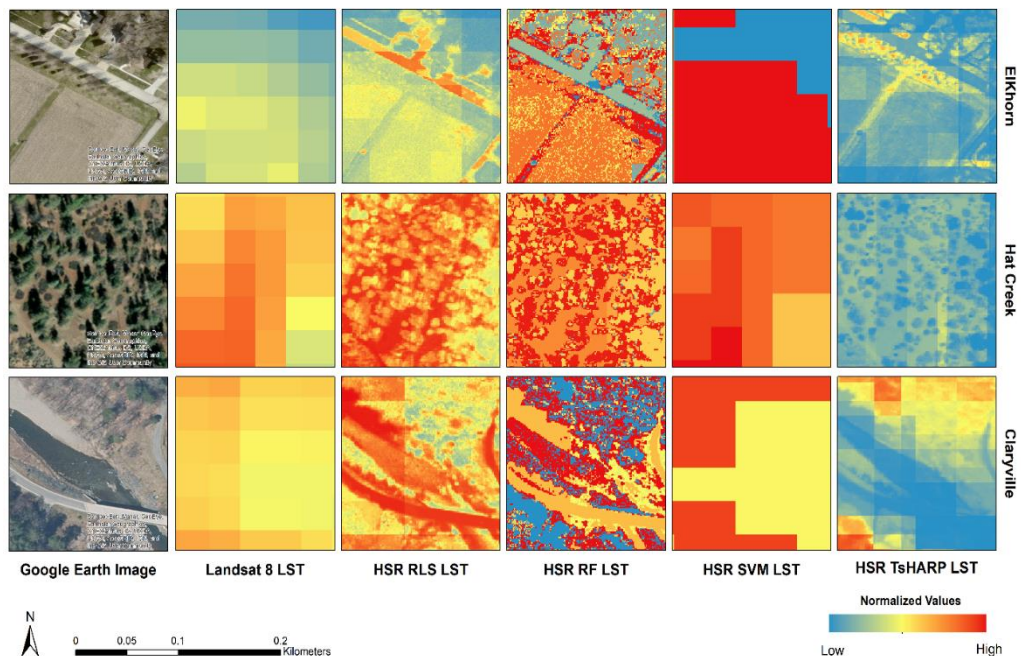 ElKhorn
Hat Creek
Claryville
Google Earth Image
Landsat 8 LST
HSR RLS LST
HSR RF LST
HSR SVM LST
HSR TsHARP LST
N
0 0.05 0.1 0.2
Kilometers
Normalized Values
Low High